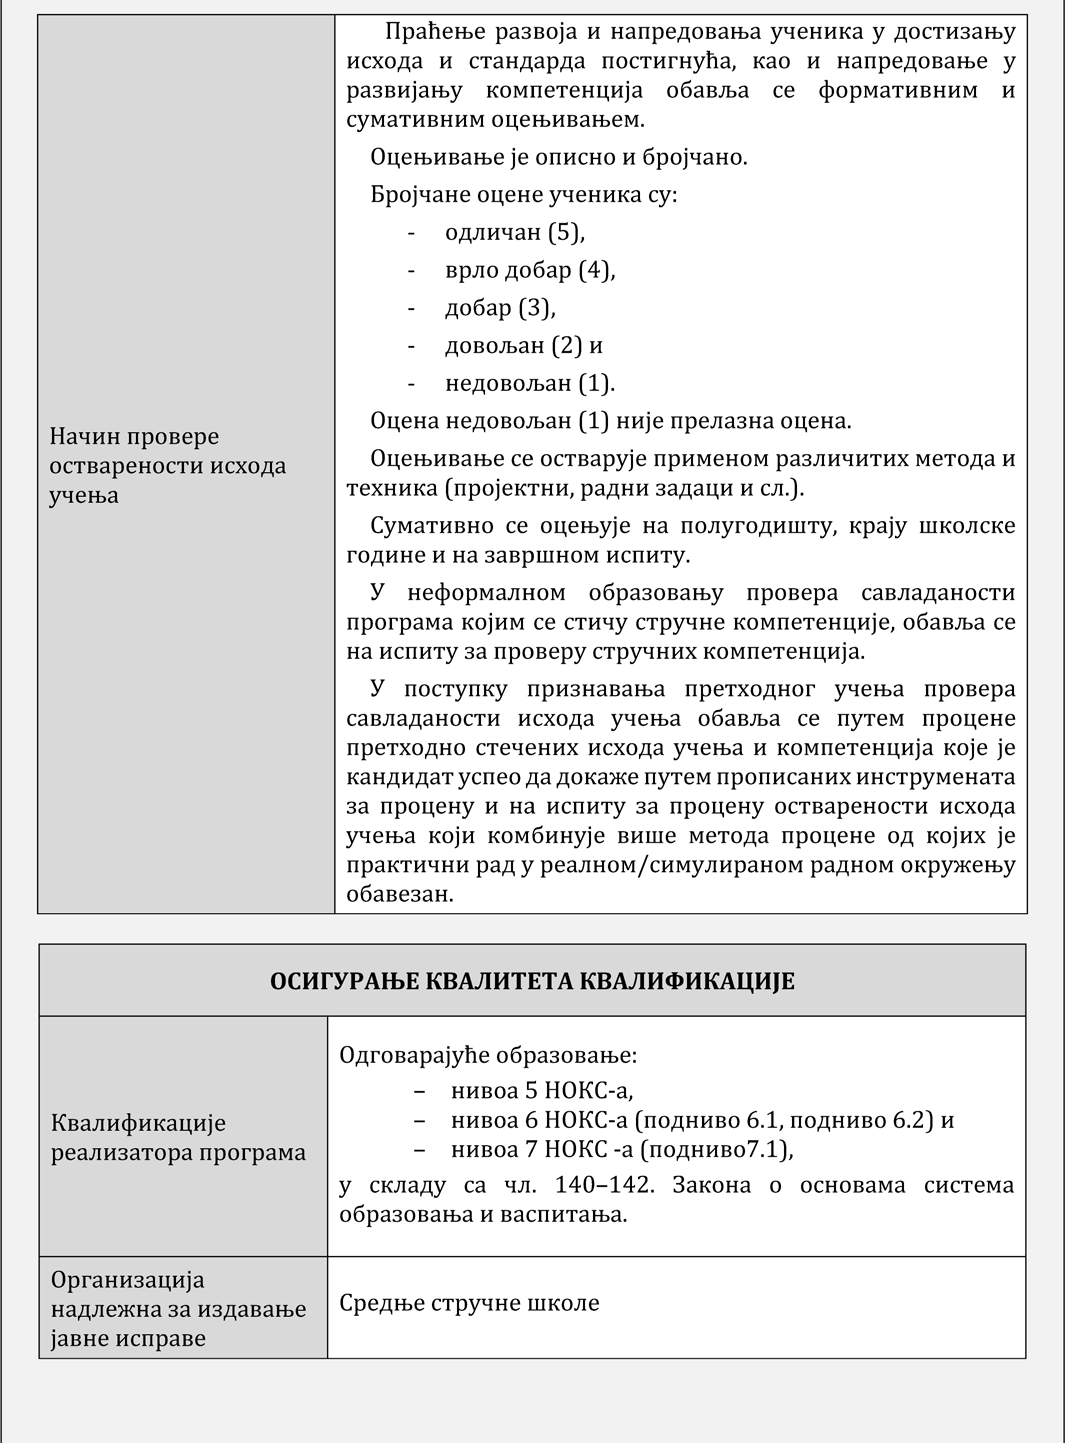 Праћење развоја и напредовања ученика у достизању
исхода и стандарда постигнућа, као и напредовање у
развијању компетенција обавља се формативним и
сумативним оцењивањем.
Оцењивање је описно и бројчано.
Бројчане оцене ученика су:
- одличан (5),
- врло добар (4),
- добар (3),
- довољан (2) и
- недовољан (1).
Оцена недовољан (1) није прелазна оцена.
Начин провере
остварености исхода
учења
Оцењивање се остварује применом различитих метода и
техника (пројектни, радни задаци и сл.).
Сумативно се оцењује на полугодишту, крају школске
године и на завршном испиту.
У неформалном образовању провера савладаности
програма којим се стичу стручне компетенције, обавља се
на испиту за проверу стручних компетенција.
У поступку признавања претходног учења провера
савладаности исхода учења обавља се путем процене
претходно стечених исхода учења и компетенција које је
кандидат успео да докаже путем прописаних инструмената
за процену и на испиту за процену остварености исхода
учења који комбинује више метода процене од којих је
практични рад у реалном/симулираном радном окружењу
обавезан.
ОСИГУРАЊЕ КВАЛИТЕТА КВАЛИФИКАЦИЈЕ
Квалификације
реализатора програма
Одговарајуће образовање:
– нивоа 5 НОКС-а,
– нивоа 6 НОКС-а (поднивo 6.1, поднивo 6.2) и
– нивоа 7 НОКС -а (поднивo7.1),
у складу са чл. 140–142. Закона о основама система
образовања и васпитања.
Организација
надлежна за издавање
јавне исправе
Средње стручне школе